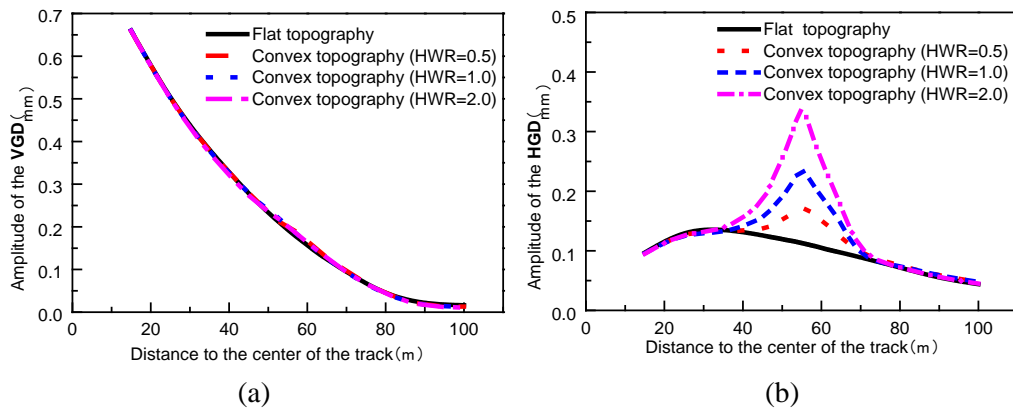 Amplitude of the VGD(mm)
0.7
0.6
0.5
0.4
0.3
0.2
0.1
0.0
Flat topography
Convex topography (HWR=0.5)
Convex topography (HWR=1.0)
Convex topography (HWR=2.0)
0 20 40 60 80 100
Distance to the center of the track(m)
(a)
Amplitude of the HGD(mm)
0.5
0.4
0.3
0.2
0.1
0.0
Flat topography
Convex topography (HWR=0.5)
Convex topography (HWR=1.0)
Convex topography (HWR=2.0)
0 20 40 60 80 100
Distance to the center of the track(m)
(b)